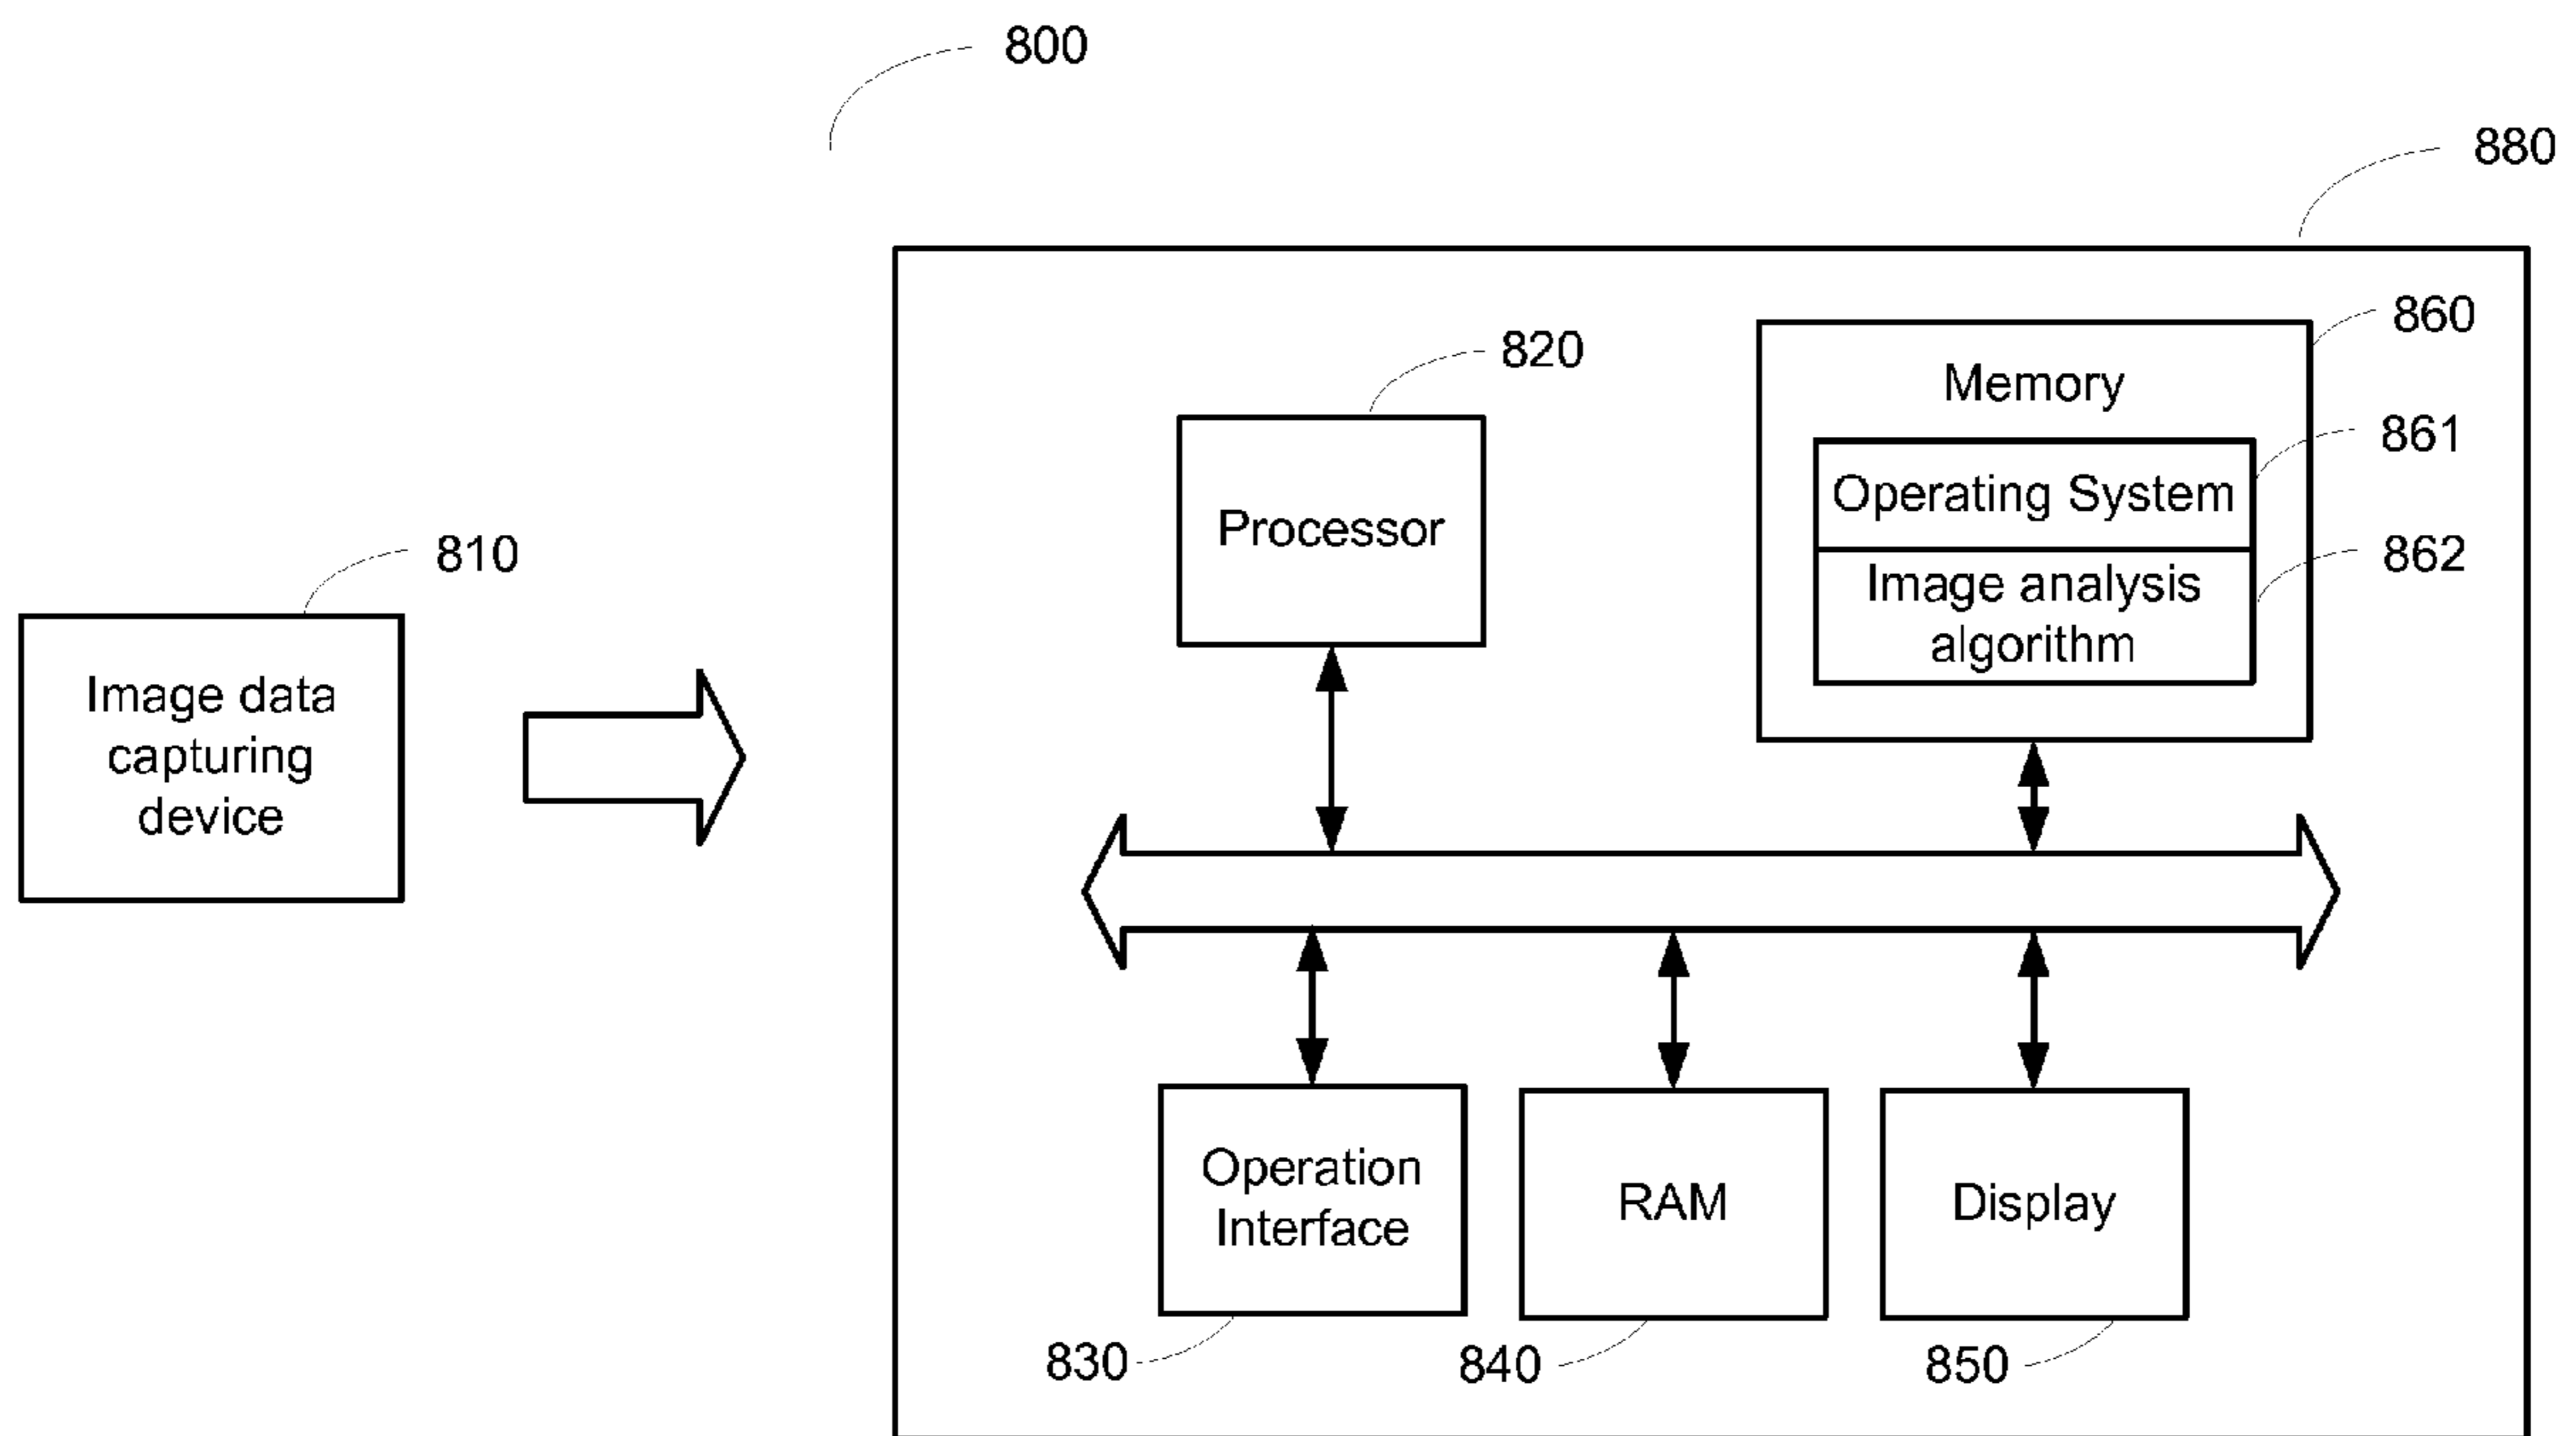 800
880
860
820
Memory
861
Operating System
Processor
862
Image analysis
algorithm
810
Image data
capturing
device
Operation
Interface
RAM
Display
830
840
850